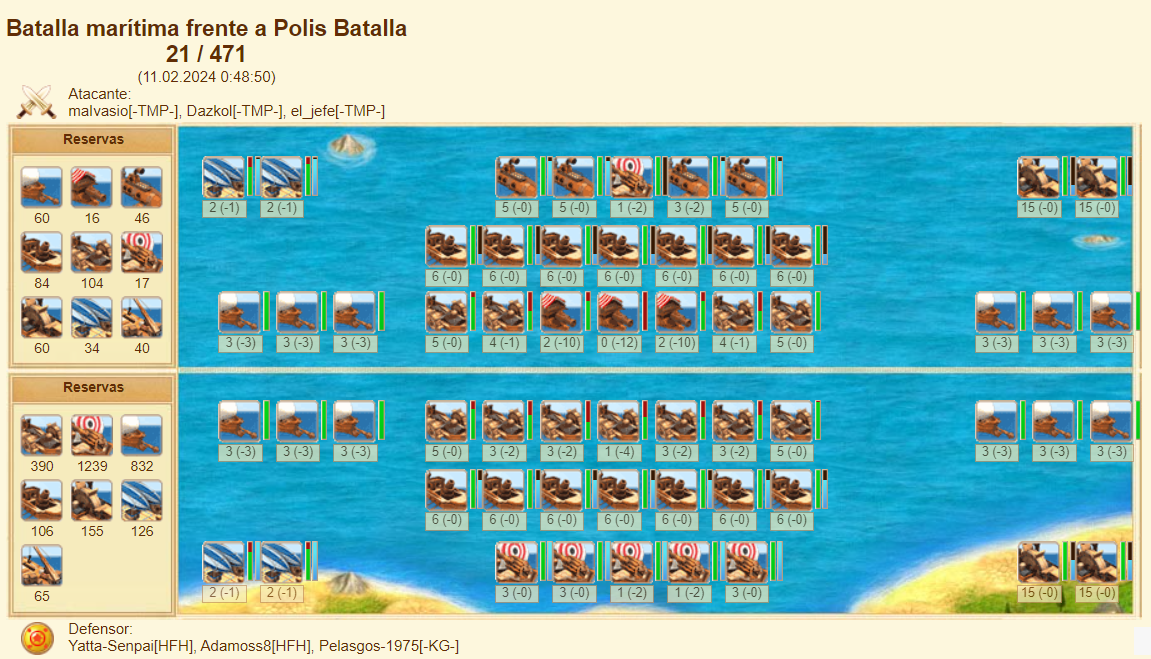 Batalla marítima frente a Polis Batalla
21 / 471
(11.02.2024 0:48:50)
Atacante:
malvasio[-TMP-], Dazkol[-TMP-], el_jefe[-TMP-]
Reservas
60 16 46
84 104 17
60 34 40
2 (-1) 2 (-1) 5 (-0) 5 (-0) 1 (-2) 3 (-2) 5 (-0) 15 (-0) 15 (-0)
6 (-0) 6 (-0) 6 (-0) 6 (-0) 6 (-0) 6 (-0) 6 (-0)
3 (-3) 3 (-3) 3 (-3) 5 (-0) 4 (-1) 2 (-10) 0 (-12) 2 (-10) 4 (-1) 5 (-0) 3 (-3) 3 (-3) 3 (-3)
Reservas
390 1239 832
106 155 126
65
3 (-3) 3 (-3) 3 (-3) 5 (-0) 3 (-2) 3 (-2) 1 (-4) 3 (-2) 3 (-2) 5 (-0) 3 (-3) 3 (-3) 3 (-3)
6 (-0) 6 (-0) 6 (-0) 6 (-0) 6 (-0) 6 (-0) 6 (-0)
2 (-1) 2 (-1) 3 (-0) 3 (-0) 1 (-2) 1 (-2) 3 (-0) 15 (-0) 15 (-0)
Defensor:
Yatta-Senpai[HFH], Adamoss8[HFH], Pelasgos-1975[-KG-]